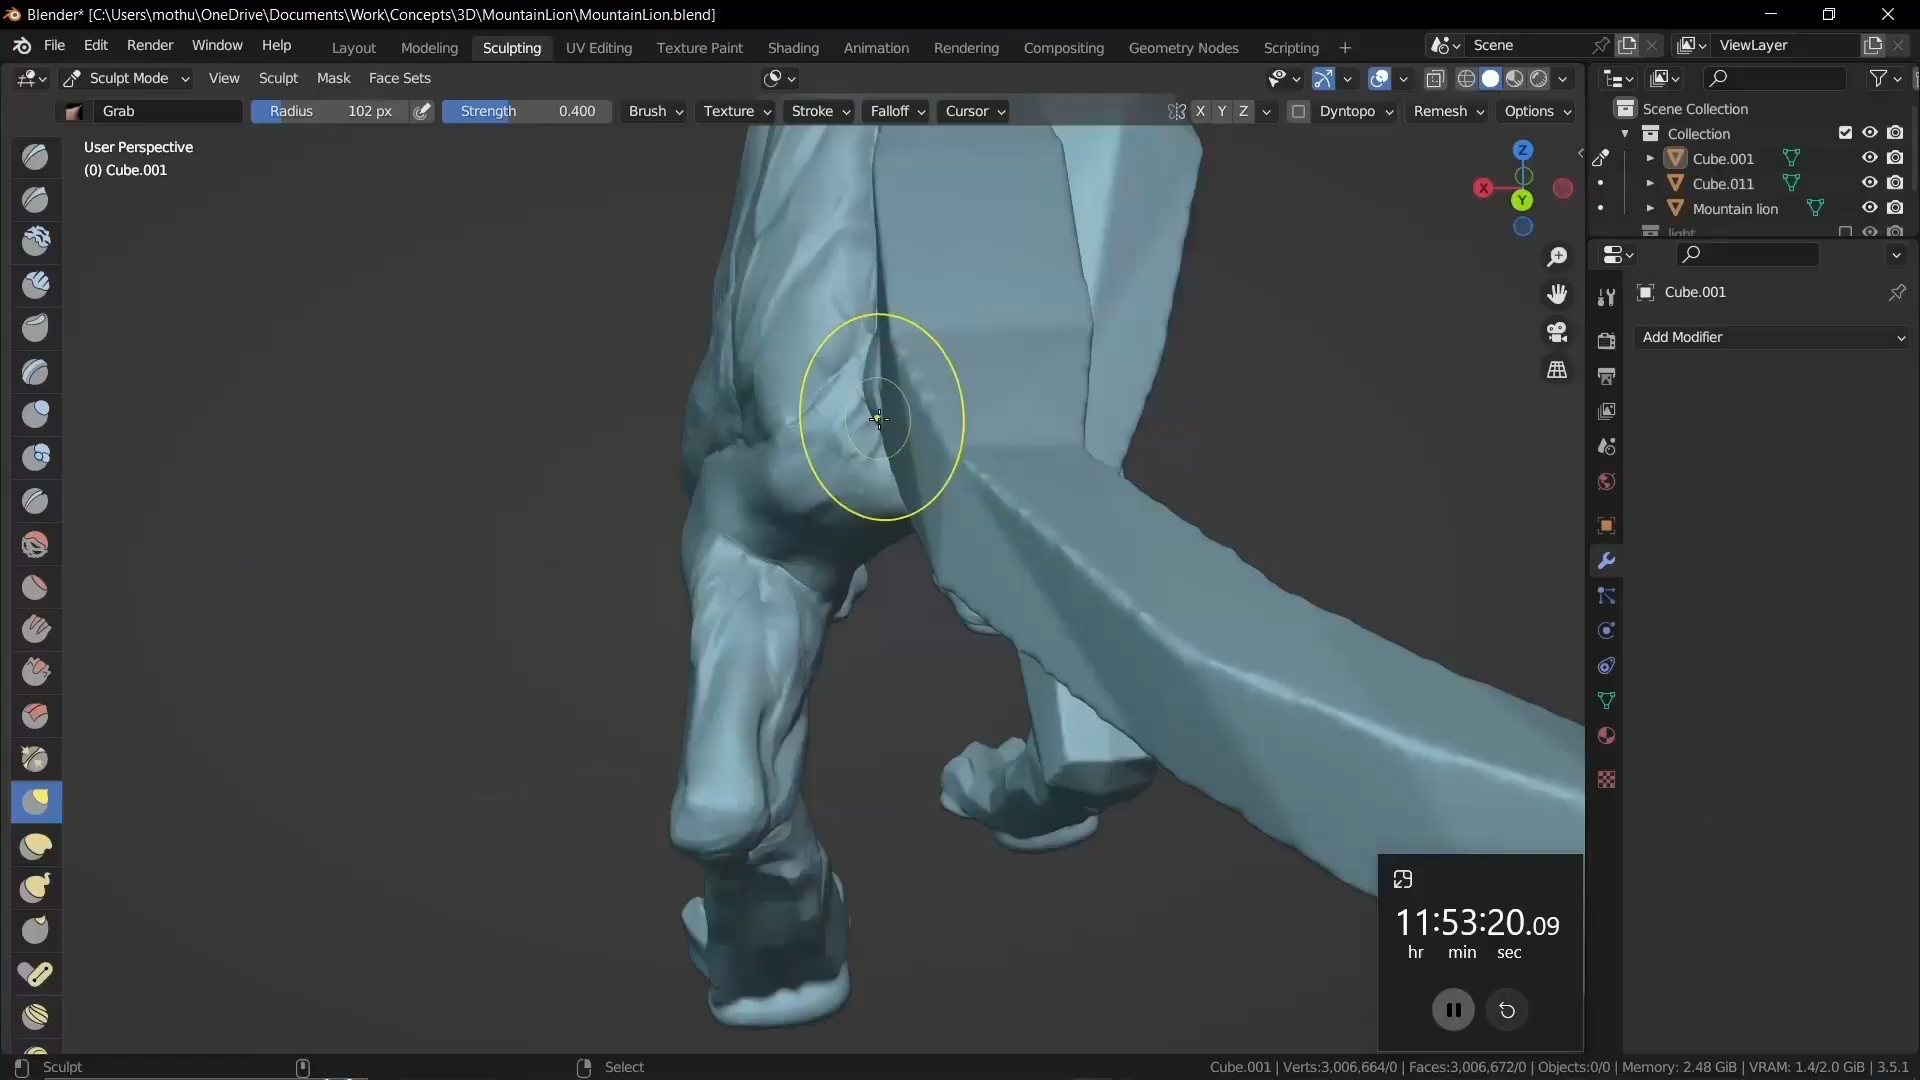 Blender* [C:\Users\mothu\OneDrive\Documents\Work\Concepts\3D\MountainLion\MountainLion.blend]
File Edit Render Window Help Layout Modeling Sculpting UV Editing Texture Paint Shading Animation Rendering Compositing Geometry Nodes Scripting + Scene ViewLayer
Sculpt Mode View Sculpt Mask Face Sets
Grab Radius 102 px Strength 0.400 Brush Texture Stroke Falloff Cursor X Y Z Dyntopo Remesh Options
User Perspective
(0) Cube.001
Z
X
Y
Scene Collection
Collection
Cube.001
Cube.011
Mountain lion
light
Cube.001
Add Modifier
11:53:20.09
hr min sec
Sculpt Select Cube.001 | Verts:3,006,664/0 | Faces:3,006,672/0 | Objects:0/0 | Memory: 2.48 GiB | VRAM: 1.4/2.0 GiB | 3.5.1